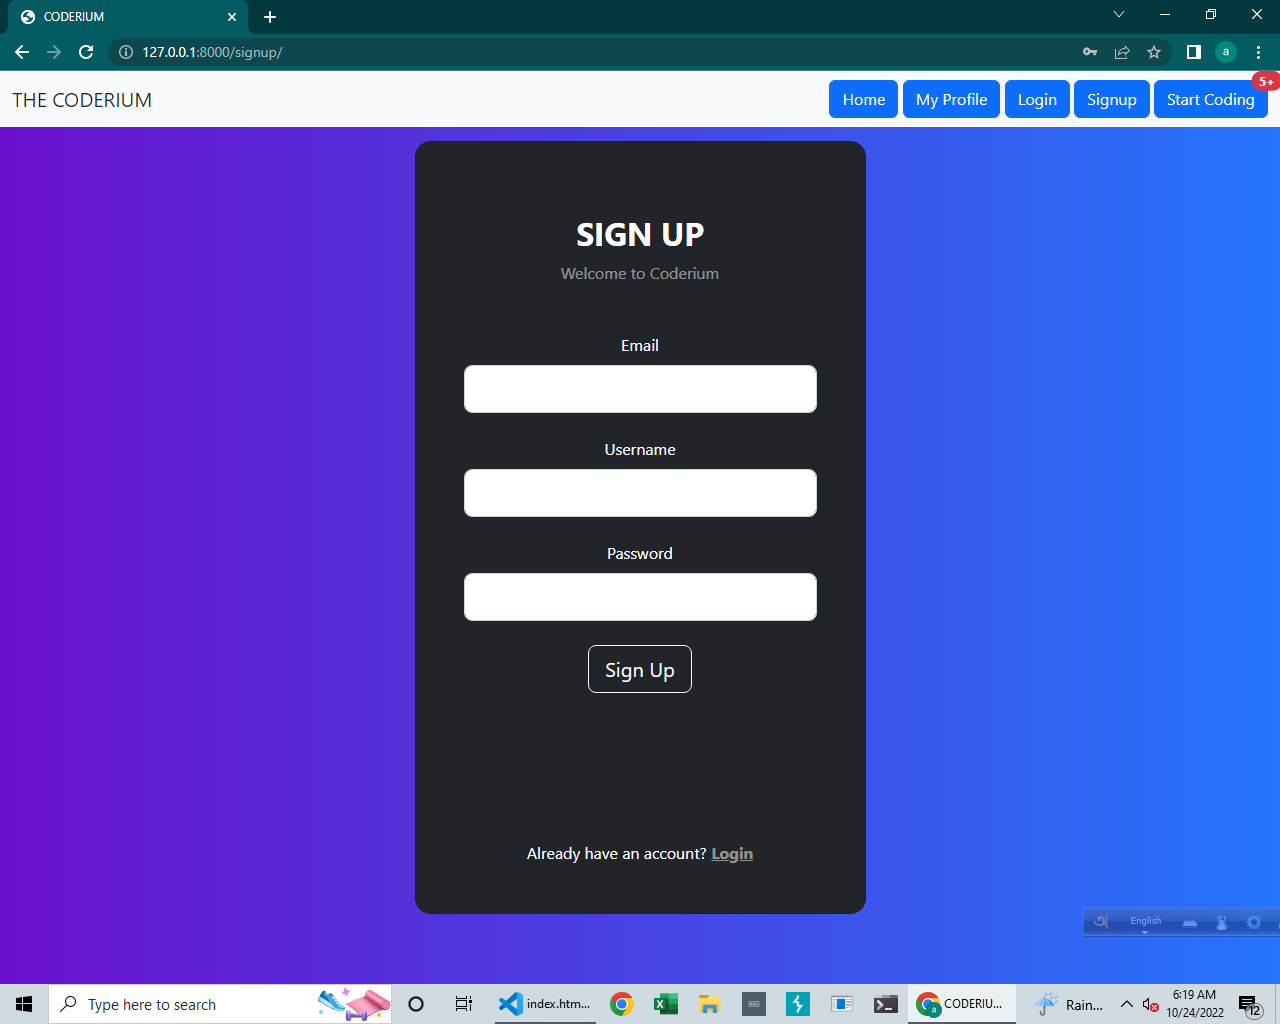 CODERIUM
127.0.0.1:8000/signup/
a
THE CODERIUM
Home
My Profile
Login
Signup
Start Coding
5+
SIGN UP
Welcome to Coderium
Email
Username
Password
Sign Up
Already have an account? Login
English
Type here to search
index.htm...
CODERIU...
a
Rain...
6:19 AM
10/24/2022
12